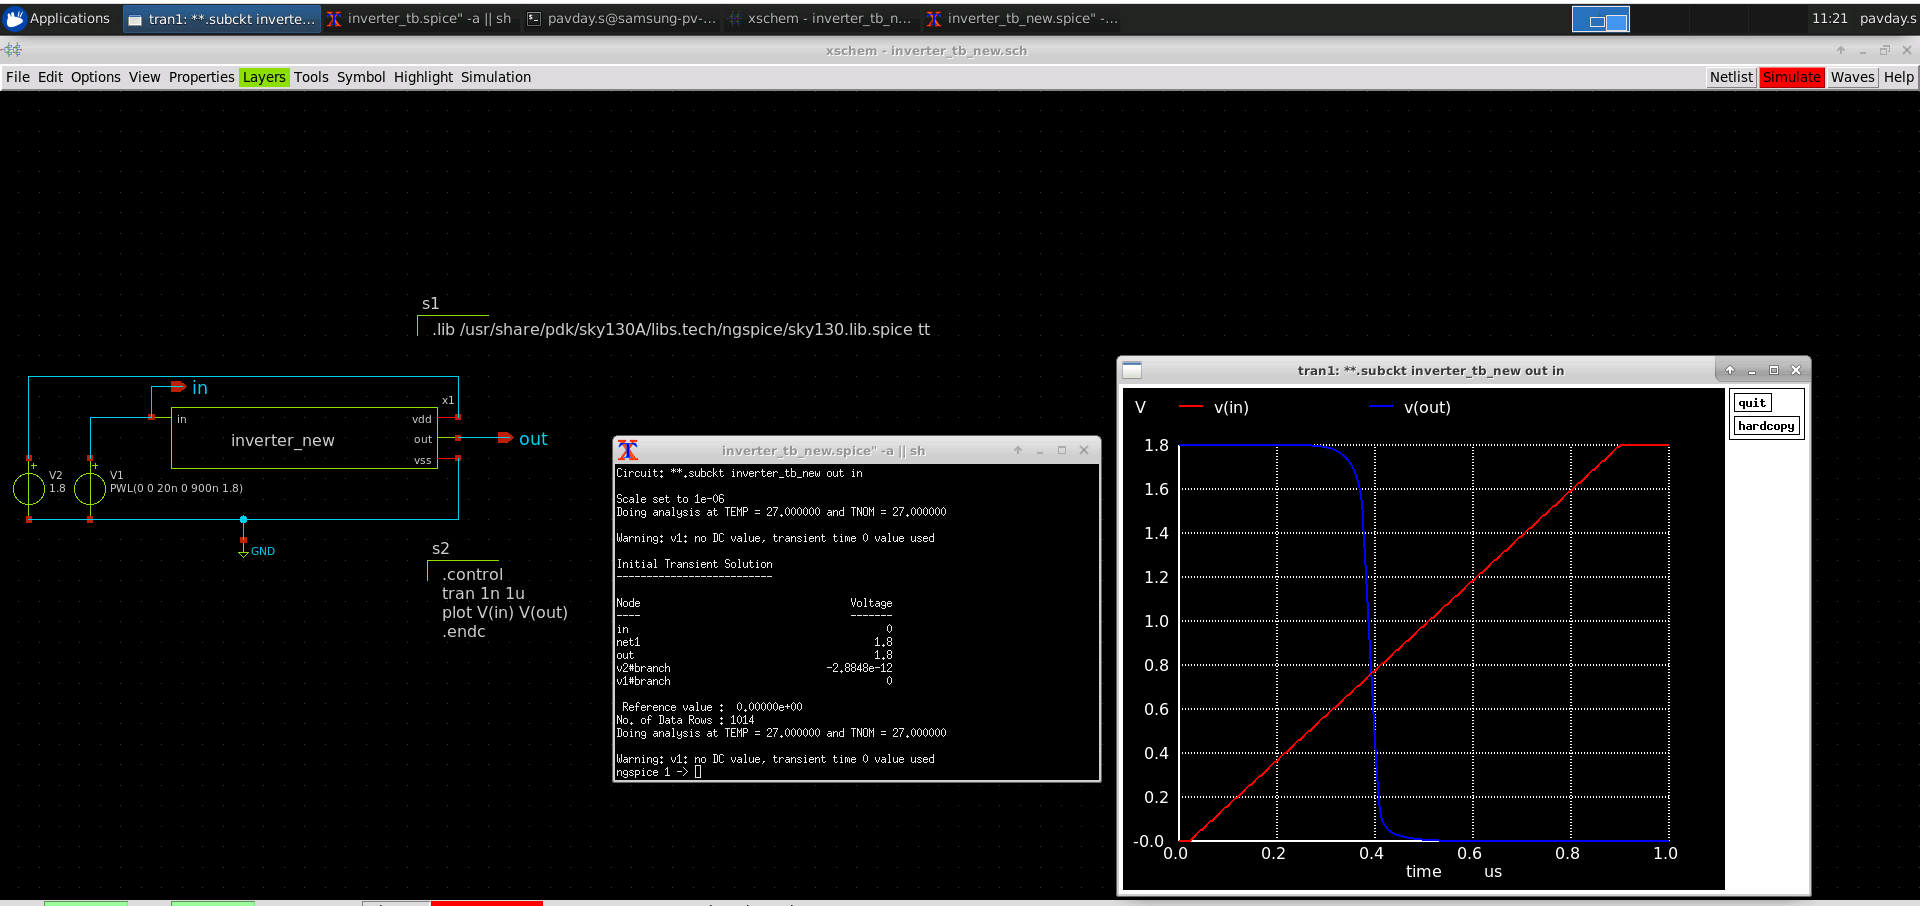 Applications
tran1: **.subckt inverte...
inverter_tb.spice" -a || sh
pavday.s@samsung-pv-...
xschem - inverter_tb_n...
inverter_tb_new.spice" -...
11:21
pavday.s
xschem - inverter_tb_new.sch
File Edit Options View Properties Layers Tools Symbol Highlight Simulation
Netlist Simulate Waves Help
s1
.lib /usr/share/pdk/sky130A/libs.tech/ngspice/sky130.lib.spice tt
in
x1
in
vdd
inverter_new
out
out
vss
+
V2
1.8
+
V1
PWL(0 0 20n 0 900n 1.8)
GND
s2
.control
tran 1n 1u
plot V(in) V(out)
.endc
inverter_tb_new.spice" -a || sh
Circuit: **.subckt inverter_tb_new out in
Scale set to 1e-06
Doing analysis at TEMP = 27.000000 and TNOM = 27.000000
Warning: v1: no DC value, transient time 0 value used
Initial Transient Solution
--------------------------
Node Voltage
---- -------
in 0
net1 1.8
out 1.8
v2#branch -2.8848e-12
v1#branch 0
Reference value : 0.00000e+00
No. of Data Rows : 1014
Doing analysis at TEMP = 27.000000 and TNOM = 27.000000
Warning: v1: no DC value, transient time 0 value used
ngspice 1 ->
tran1: **.subckt inverter_tb_new out in
quit
hardcopy
V v(in) v(out)
1.8
1.6
1.4
1.2
1.0
0.8
0.6
0.4
0.2
-0.0
0.0 0.2 0.4 0.6 0.8 1.0
time us